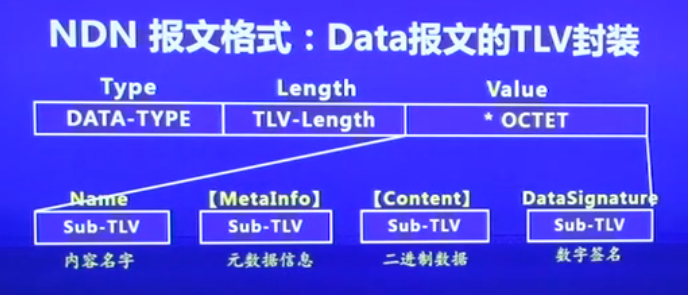 NDN 报文格式：Data报文的TLV封装
Type Length Value
DATA-TYPE TLV-Length * OCTET
Name 【MetaInfo】 【Content】 DataSignature
Sub-TLV Sub-TLV Sub-TLV Sub-TLV
内容名字 元数据信息 二进制数据 数字签名